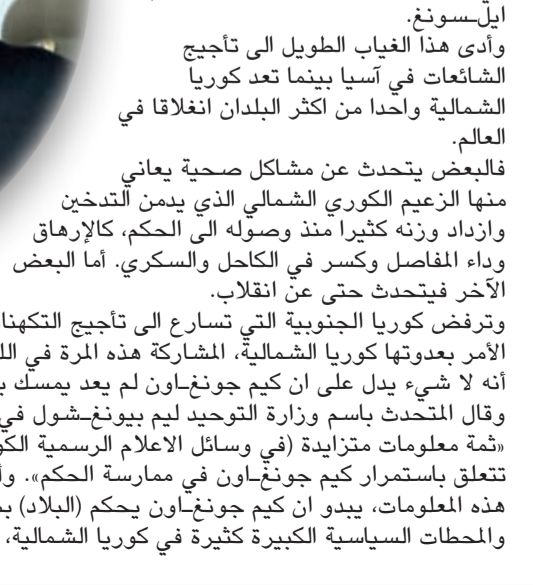 ايل-سونغ.
وأدى هذا الغياب الطويل الى تأجيج
الشائعات في آسيا بينما تعد كوريا
الشمالية واحدا من اكثر البلدان انغلاقا في
العالم.
فالبعض يتحدث عن مشاكل صحية يعاني
منها الزعيم الكوري الشمالي الذي يدمن التدخين
وازداد وزنه كثيرا منذ وصوله الى الحكم، كالإرهاق
وداء المفاصل وكسر في الكاحل والسكري. أما البعض
الآخر فيتحدث حتى عن انقلاب.
وترفض كوريا الجنوبية التي تسارع الى تأجيج
الأمر بعدوتها كوريا الشمالية، المشاركة هذه المرة في
أنه لا شيء يدل على ان كيم جونغ-اون لم يعد يمسك
وقال المتحدث باسم وزارة التوحيد ليم بيونغ-شول في
«ثمة معلومات متزايدة (في وسائل الاعلام الرسمية
تتعلق باستمرار كيم جونغ-اون في ممارسة الحكم».
هذه المعلومات، يبدو ان كيم جونغ-اون يحكم (البلاد)
والمحطات السياسية الكبيرة كثيرة في كوريا الشمالية،